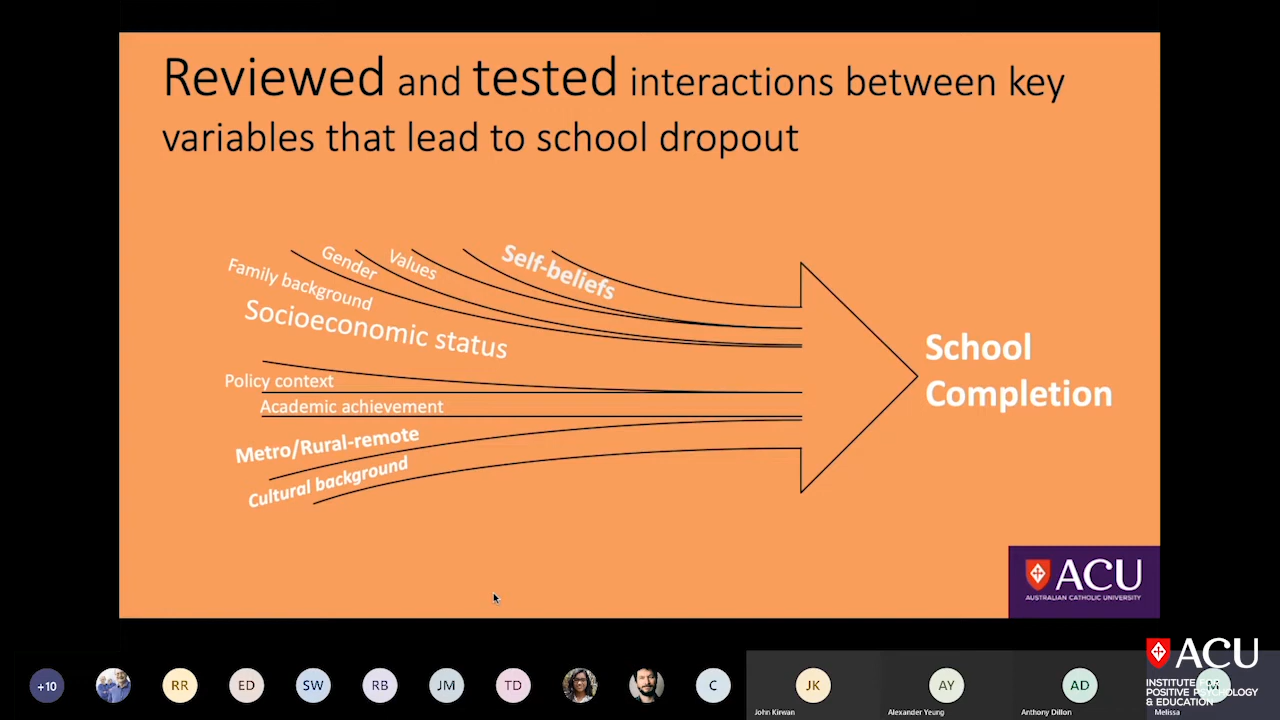 Reviewed and tested interactions between key
variables that lead to school dropout
Self-beliefs
Values
Gender
Family background
Socioeconomic status
Policy context
Academic achievement
Metro/Rural-remote
Cultural background
School
Completion
ACU
AUSTRALIAN CATHOLIC UNIVERSITY
+10
RR
ED
SW
RB
JM
TD
C
JK
John Kirwan
AY
Alexander Yeung
AD
Anthony Dillon
Melissa
ACU
INSTITUTE FOR
POSITIVE PSYCHOLOGY
& EDUCATION